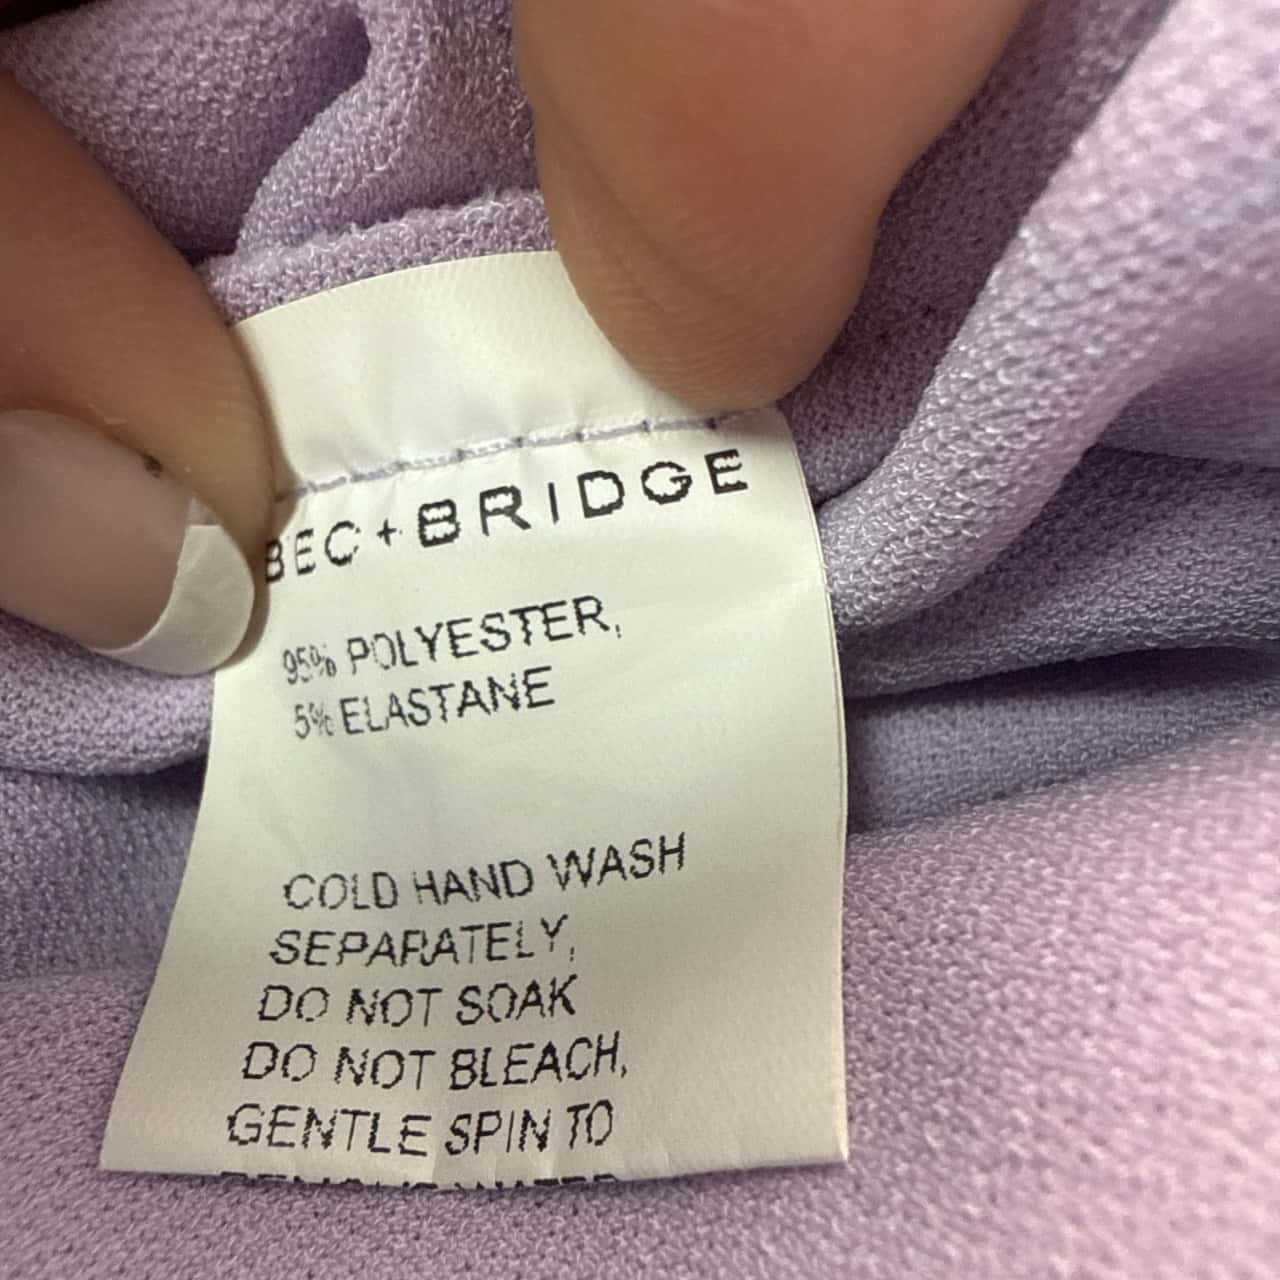 BEC+BRIDGE
95% POLYESTER,
5% ELASTANE
COLD HAND WASH
SEPARATELY,
DO NOT SOAK
DO NOT BLEACH,
GENTLE SPIN TO